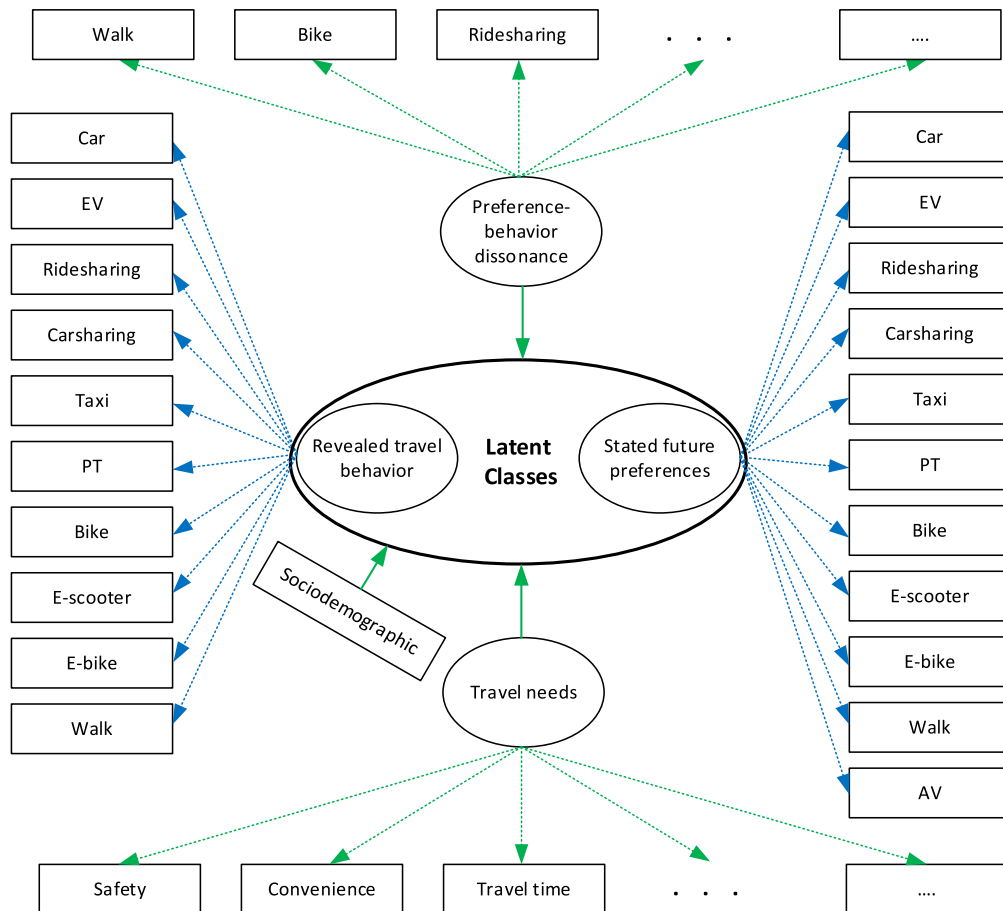 Walk
Bike
Ridesharing
. . .
....
Car
EV
Ridesharing
Carsharing
Taxi
PT
Bike
E-scooter
E-bike
Walk
Preference-
behavior
dissonance
Revealed travel
behavior
Latent
Classes
Stated future
preferences
Sociodemographic
Travel needs
Car
EV
Ridesharing
Carsharing
Taxi
PT
Bike
E-scooter
E-bike
Walk
AV
Safety
Convenience
Travel time
. . .
....